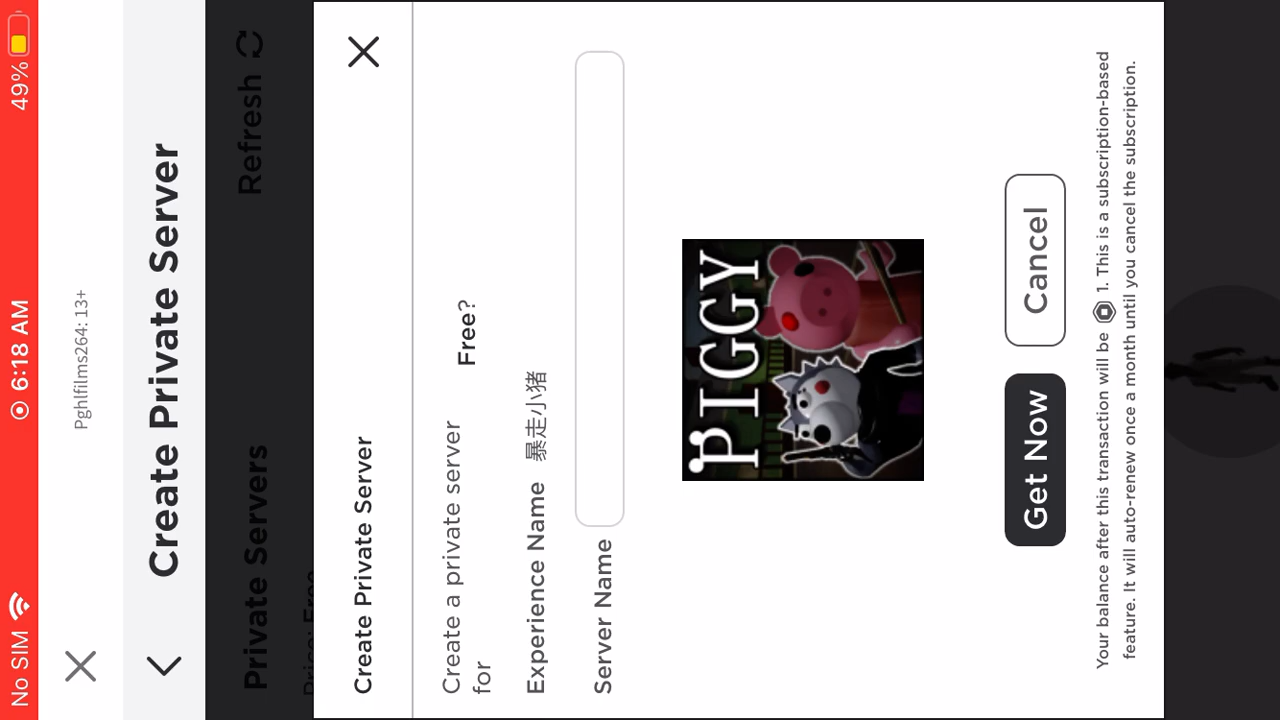 No SIM 6:18 AM 49%
Pghlfilms264: 13+
Create Private Server
Private Servers Refresh
Price: Free
Create Private Server
Create a private server for Free?
Experience Name 暴走小猪
Server Name
PIGGY
Get Now Cancel
Your balance after this transaction will be 1. This is a subscription-based
feature. It will auto-renew once a month until you cancel the subscription.